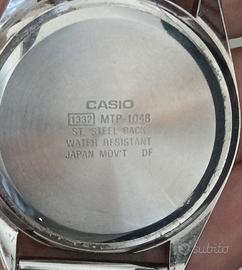 CASIO
1332 MTP-1048
ST. STEEL BACK
WATER RESISTANT
JAPAN MOV'T DF
subito